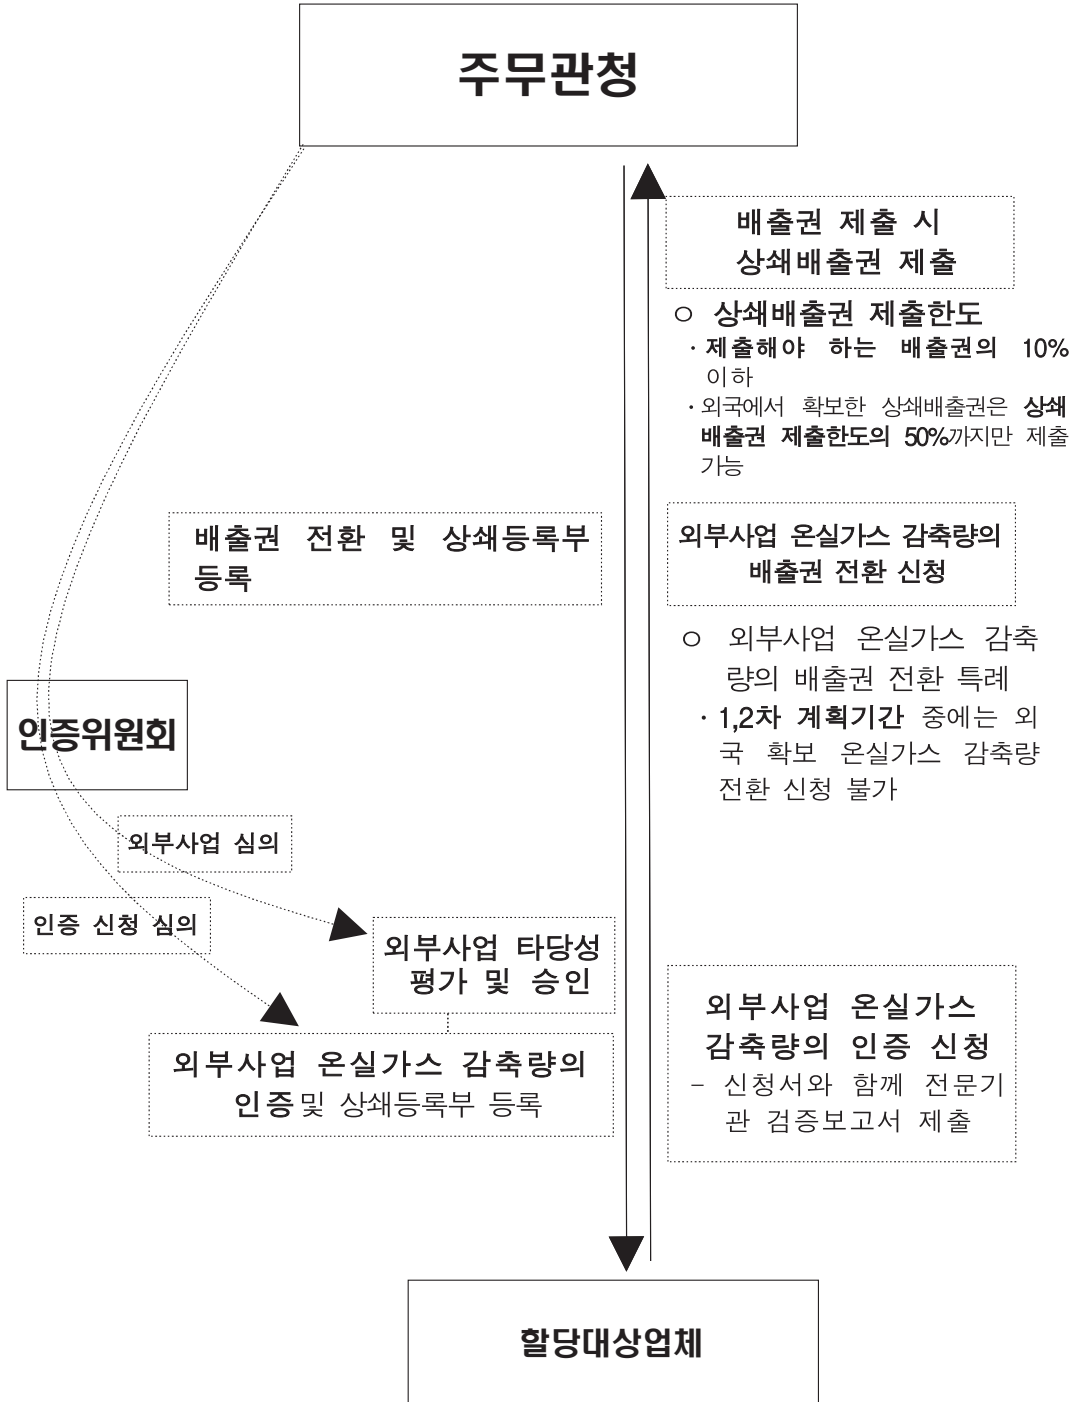 주무관청
배출권 제출 시
상쇄배출권 제출
ㅇ 상쇄배출권 제출한도
· 제출해야 하는 배출권의 10%
이하
· 외국에서 확보한 상쇄배출권은 상쇄
배출권 제출한도의 50%까지만 제출
가능
배출권 전환 및 상쇄등록부
등록
외부사업 온실가스 감축량의
배출권 전환 신청
ㅇ 외부사업 온실가스 감축
량의 배출권 전환 특례
· 1,2차 계획기간 중에는 외
국 확보 온실가스 감축량
전환 신청 불가
인증위원회
외부사업 심의
인증 신청 심의
외부사업 타당성
평가 및 승인
외부사업 온실가스 감축량의
인증 및 상쇄등록부 등록
외부사업 온실가스
감축량의 인증 신청
- 신청서와 함께 전문기
관 검증보고서 제출
할당대상업체